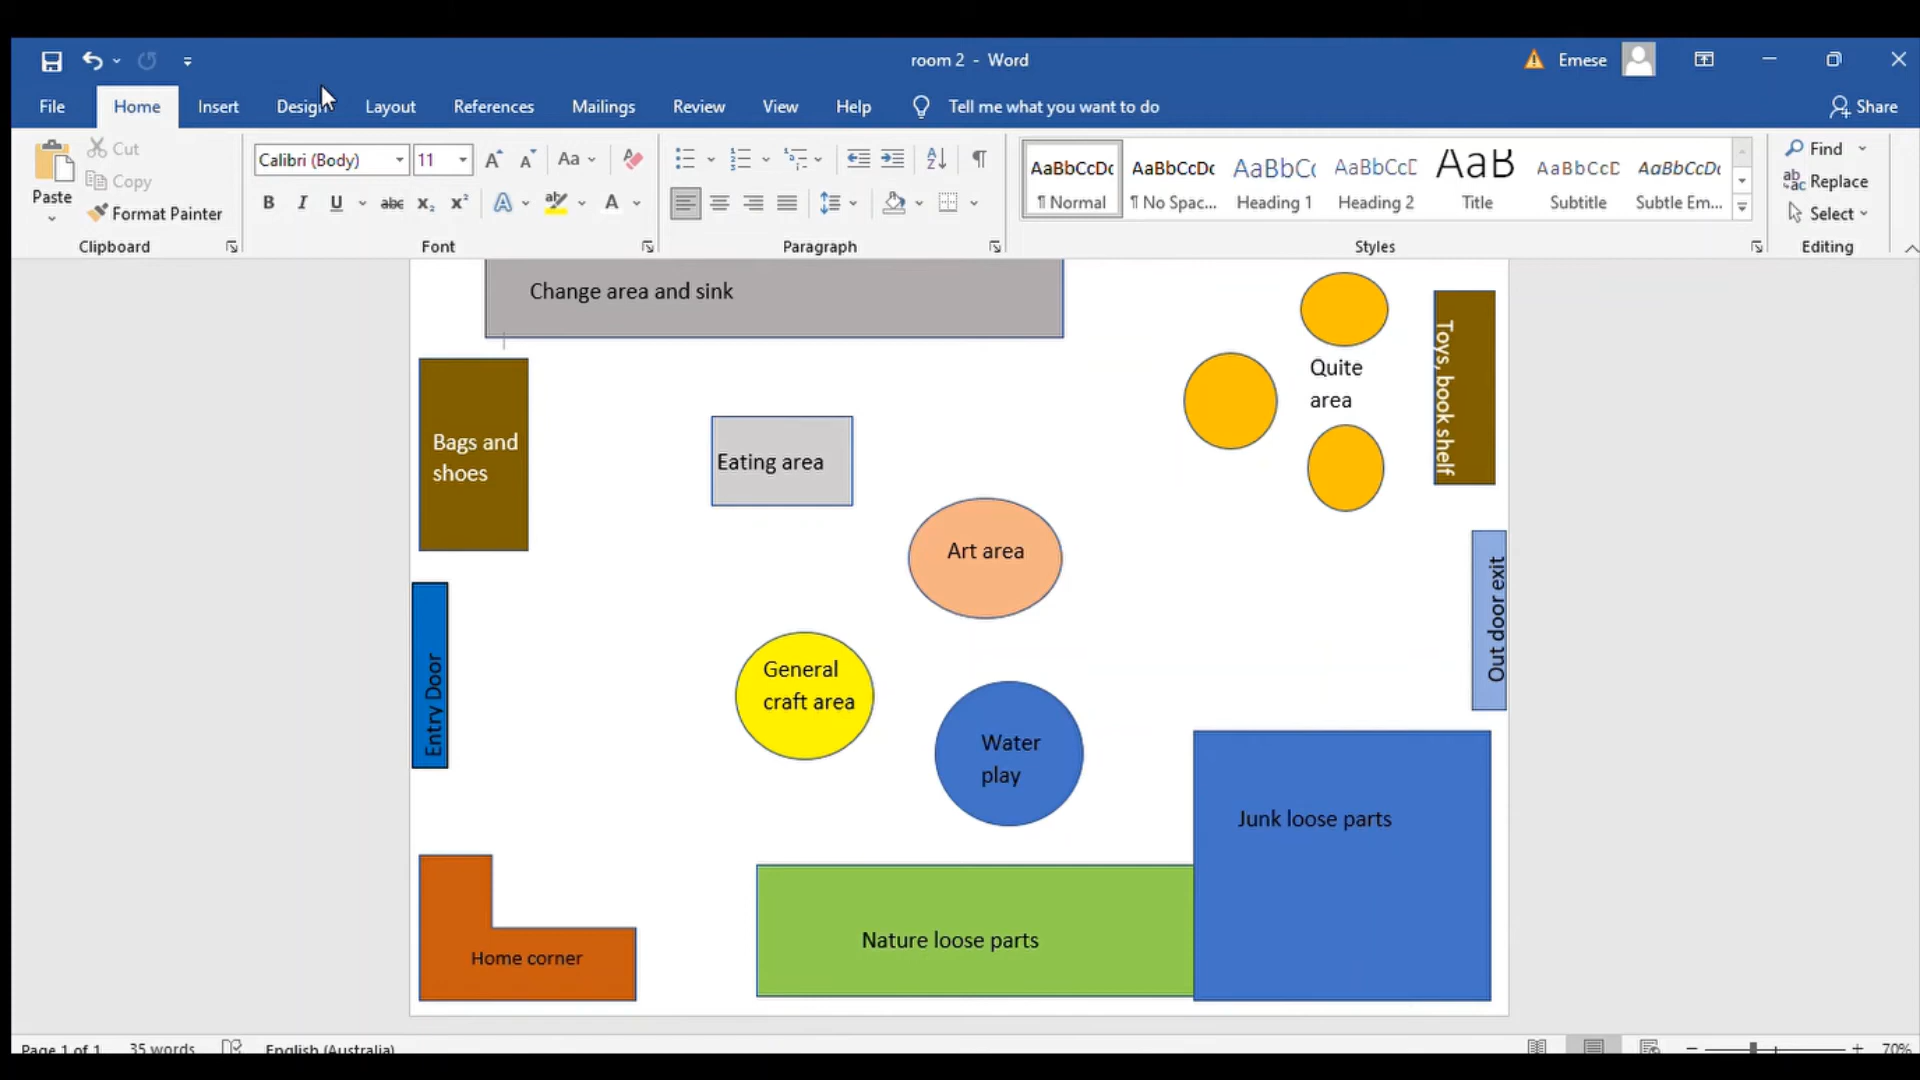 room 2 - Word
Emese
File
Home
Insert
Design
Layout
References
Mailings
Review
View
Help
Tell me what you want to do
Share
Paste
Cut
Copy
Format Painter
Clipboard
Calibri (Body)
11
Font
Paragraph
AaBbCcDc
¶ Normal
AaBbCcDc
¶ No Spac...
AaBbCc
Heading 1
AaBbCcD
Heading 2
AaB
Title
AaBbCcD
Subtitle
AaBbCcDc
Subtle Em...
Styles
Find
Replace
Select
Editing
Change area and sink
Bags and
shoes
Eating area
Quite
area
Toys, book shelf
Art area
Out door exit
Entry Door
General
craft area
Water
play
Junk loose parts
Home corner
Nature loose parts
Page 1 of 1
35 words
English (Australia)
70%